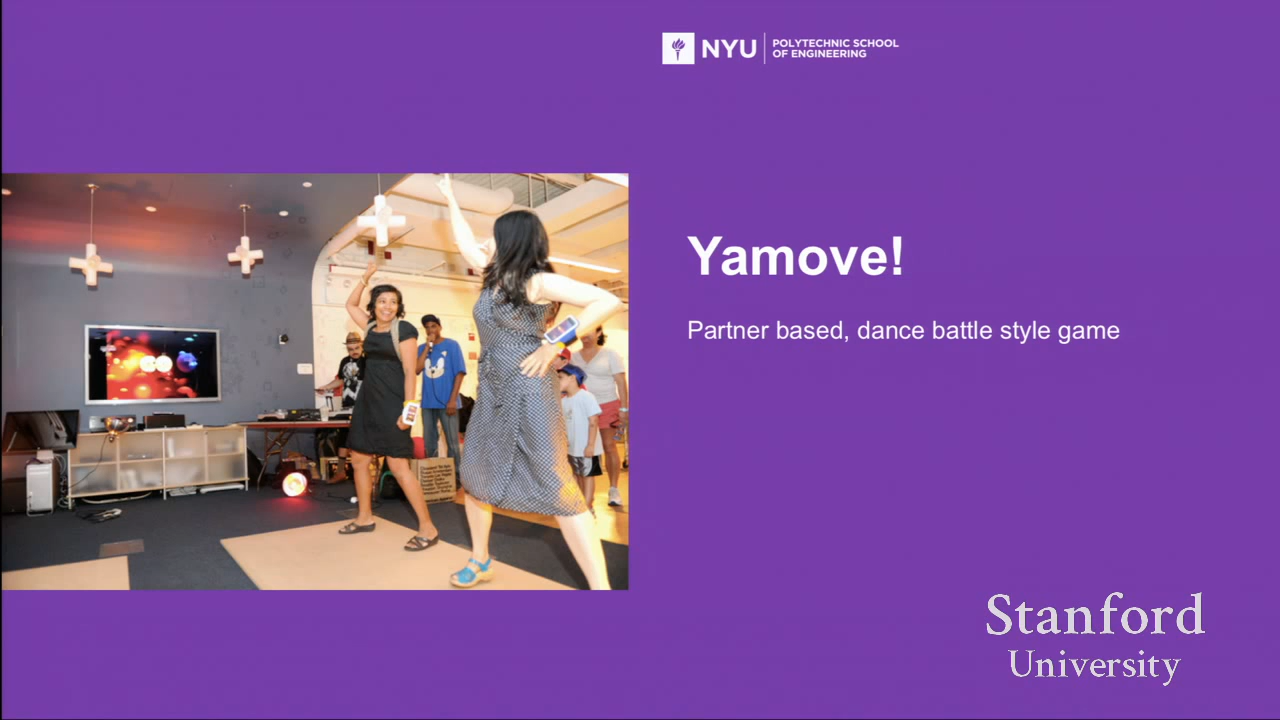 NYU
POLYTECHNIC SCHOOL
OF ENGINEERING
Yamove!
Partner based, dance battle style game
Stanford
University